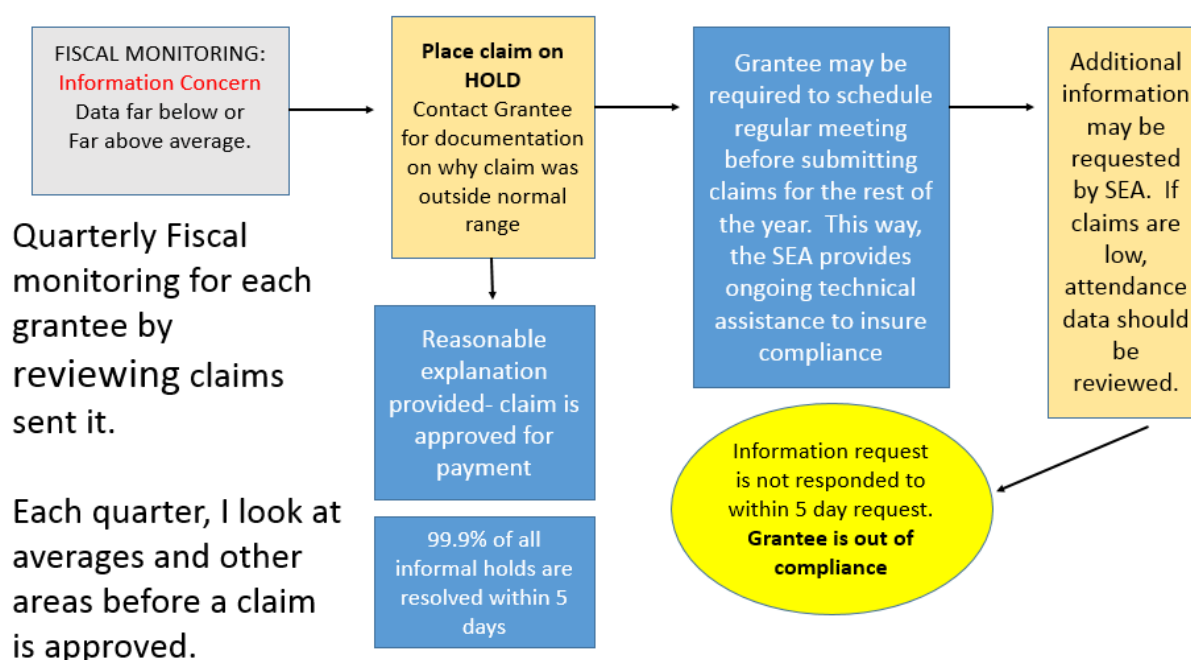 FISCAL MONITORING:
Information Concern
Data far below or
Far above average.
Quarterly Fiscal
monitoring for each
grantee by
reviewing claims
sent it.
Each quarter, I look at
averages and other
areas before a claim
is approved.
Place claim on
HOLD
Contact Grantee
for documentation
on why claim was
outside normal
range
Reasonable
explanation
provided- claim is
approved for
payment
99.9% of all
informal holds are
resolved within 5
days
Grantee may be
required to schedule
regular meeting
before submitting
claims for the rest of
the year.  This way,
the SEA provides
ongoing technical
assistance to insure
compliance
Additional
information
may be
requested
by SEA.  If
claims are
low,
attendance
data should
be
reviewed.
Information request
is not responded to
within 5 day request.
Grantee is out of
compliance